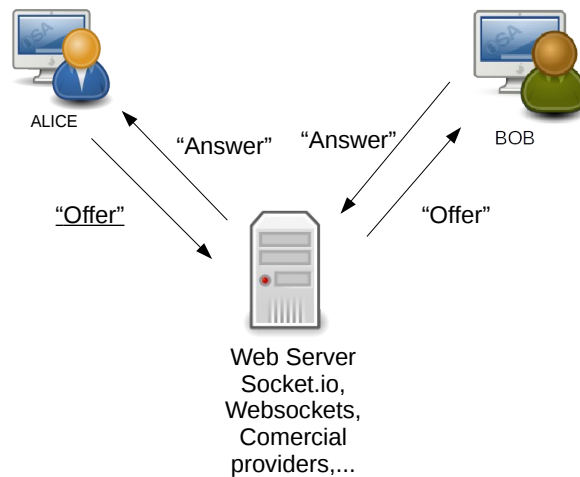 ALICE
BOB
“Answer”
“Answer”
“Offer”
“Offer”
Web Server
Socket.io,
Websockets,
Comercial
providers,...